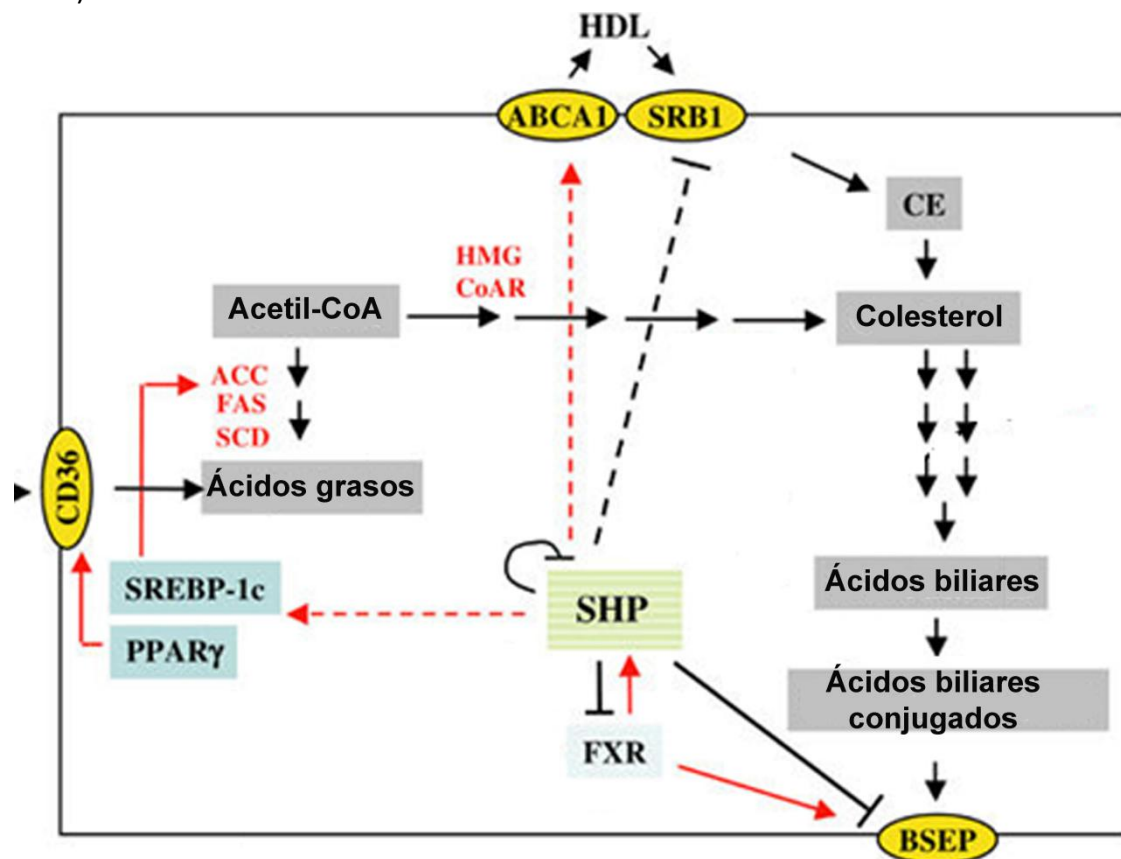 HDL
ABCA1
SRB1
CE
HMG
CoAR
Acetil-CoA
Colesterol
ACC
FAS
SCD
CD36
Ácidos grasos
SREBP-1c
SHP
Ácidos biliares
PPARγ
Ácidos biliares
conjugados
FXR
BSEP